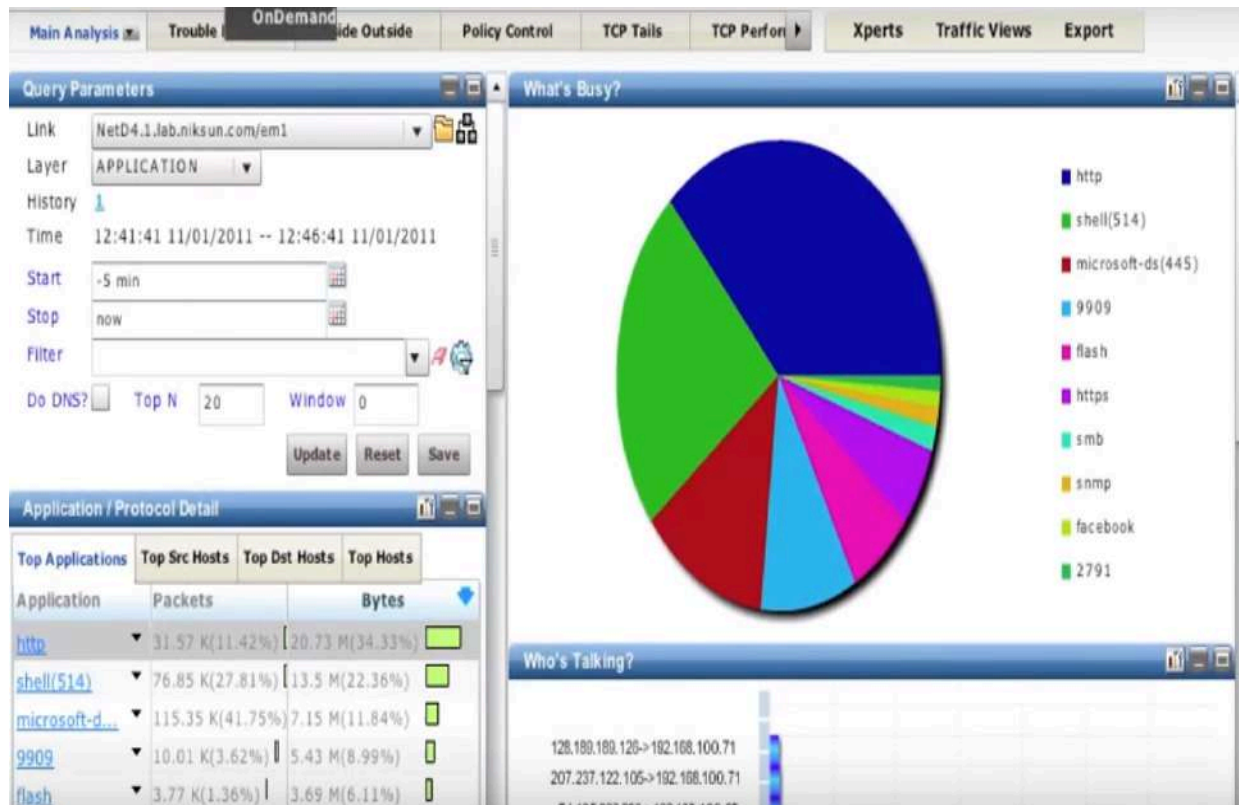 OnDemand
Main Analysis Trouble ide Outside Policy Control TCP Tails TCP Perfor Xperts Traffic Views Export
Query Parameters
Link NetD4.1.lab.niksun.com/em1
Layer APPLICATION
History 1
Time 12:41:41 11/01/2011 -- 12:46:41 11/01/2011
Start -5 min
Stop now
Filter
Do DNS? Top N 20 Window 0
Update Reset Save
Application / Protocol Detail
Top Applications Top Src Hosts Top Dst Hosts Top Hosts
Application Packets Bytes
http 31.57 K(11.42%) 20.73 M(34.33%)
shell(514) 76.85 K(27.81%) 13.5 M(22.36%)
microsoft-d... 115.35 K(41.75%) 7.15 M(11.84%)
9909 10.01 K(3.62%) 5.43 M(8.99%)
flash 3.77 K(1.36%) 3.69 M(6.11%)
What's Busy?
http
shell(514)
microsoft-ds(445)
9909
flash
https
smb
snmp
facebook
2791
Who's Talking?
128.189.189.126->192.168.100.71
207.237.122.105->192.168.100.71